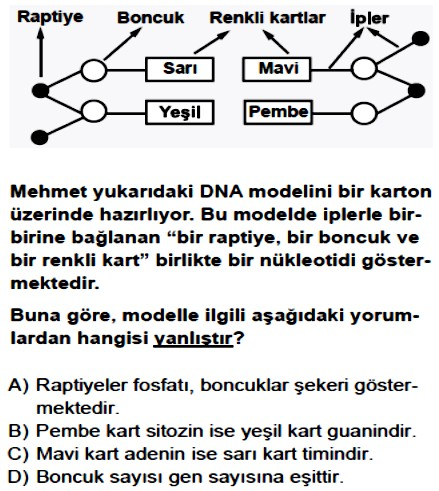 Raptiye Boncuk Renkli kartlar İpler
Sarı Mavi
Yeşil Pembe
Mehmet yukarıdaki DNA modelini bir karton
üzerinde hazırlıyor. Bu modelde iplerle bir-
birine bağlanan “bir raptiye, bir boncuk ve
bir renkli kart” birlikte bir nükleotidi göster-
mektedir.
Buna göre, modelle ilgili aşağıdaki yorum-
lardan hangisi yanlıştır?
A) Raptiyeler fosfatı, boncuklar şekeri göster-
mektedir.
B) Pembe kart sitozin ise yeşil kart guanindir.
C) Mavi kart adenin ise sarı kart timindir.
D) Boncuk sayısı gen sayısına eşittir.